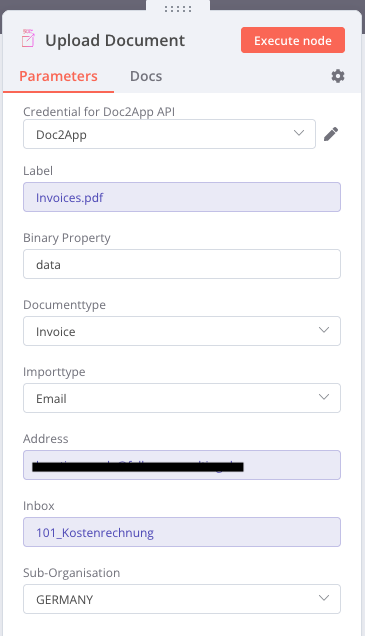 Upload Document
Execute node
Parameters
Docs
Credential for Doc2App API
Doc2App
Label
Invoices.pdf
Binary Property
data
Documenttype
Invoice
Importtype
Email
Address
Inbox
101_Kostenrechnung
Sub-Organisation
GERMANY